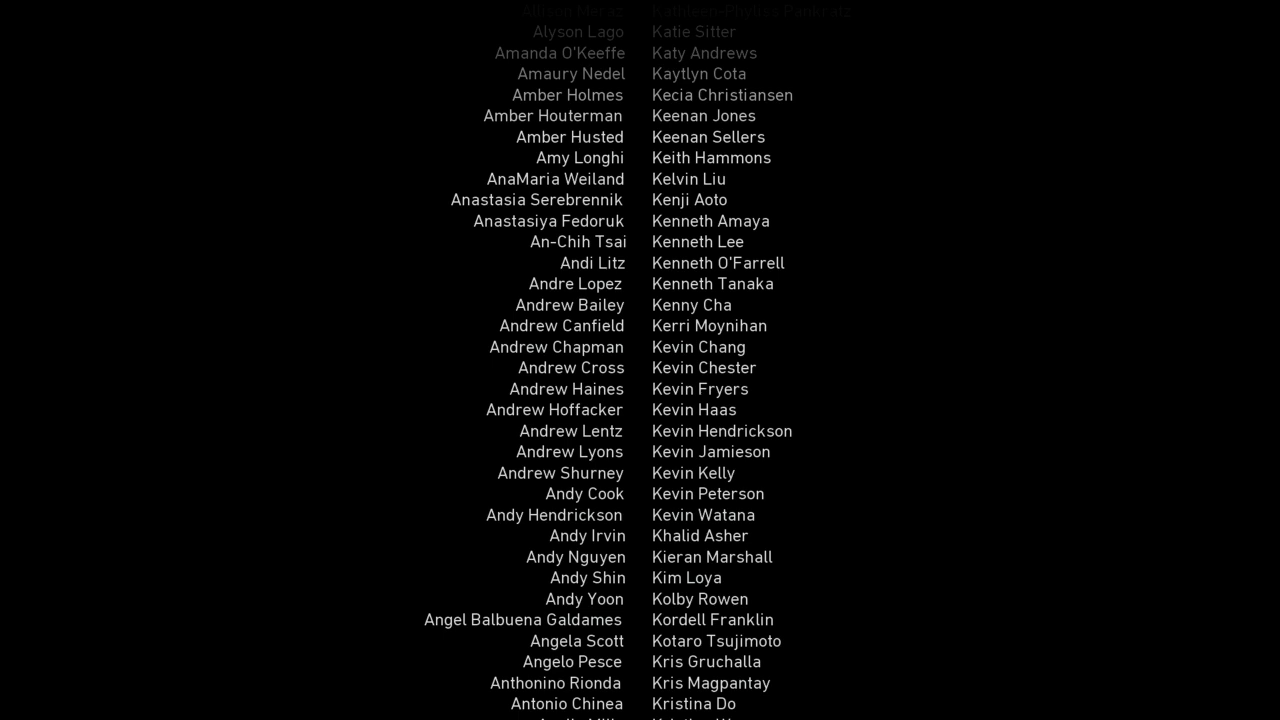 Allison Meraz Kathleen-Phylisa Pankratz
Alyson Lago Katie Sitter
Amanda O'Keeffe Katy Andrews
Amaury Nedel Kaytlyn Cota
Amber Holmes Kecia Christiansen
Amber Houterman Keenan Jones
Amber Husted Keenan Sellers
Amy Longhi Keith Hammons
AnaMaria Weiland Kelvin Liu
Anastasia Serebrennik Kenji Aoto
Anastasiya Fedoruk Kenneth Amaya
An-Chih Tsai Kenneth Lee
Andi Litz Kenneth O'Farrell
Andre Lopez Kenneth Tanaka
Andrew Bailey Kenny Cha
Andrew Canfield Kerri Moynihan
Andrew Chapman Kevin Chang
Andrew Cross Kevin Chester
Andrew Haines Kevin Fryers
Andrew Hoffacker Kevin Haas
Andrew Lentz Kevin Hendrickson
Andrew Lyons Kevin Jamieson
Andrew Shurney Kevin Kelly
Andy Cook Kevin Peterson
Andy Hendrickson Kevin Watana
Andy Irvin Khalid Asher
Andy Nguyen Kieran Marshall
Andy Shin Kim Loya
Andy Yoon Kolby Rowen
Angel Balbuena Galdames Kordell Franklin
Angela Scott Kotaro Tsujimoto
Angelo Pesce Kris Gruchalla
Anthonino Rionda Kris Magpantay
Antonio Chinea Kristina Do